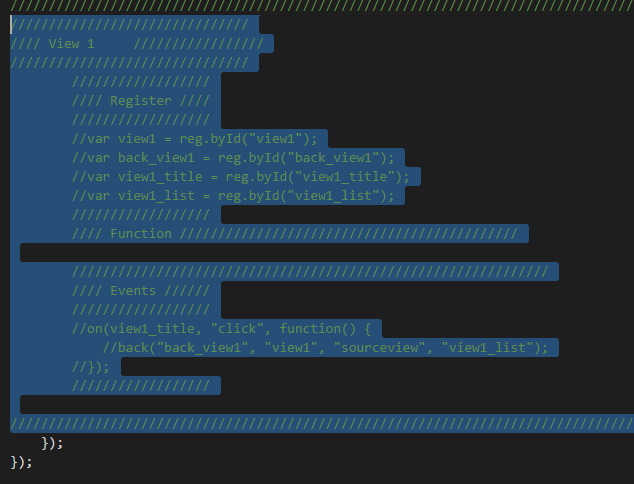 //////////////////////////////////////////////////////////////////////////////////
///////////////////////////////
//// View 1     /////////////////
///////////////////////////////
        //////////////////
        //// Register ////
        //////////////////
        //var view1 = reg.byId("view1");
        //var back_view1 = reg.byId("back_view1");
        //var view1_title = reg.byId("view1_title");
        //var view1_list = reg.byId("view1_list");
        //////////////////
        //// Function ////////////////////////////////////////////
        //////////////////////////////////////////////////////////////
        //// Events //////
        //////////////////
        //on(view1_title, "click", function() {
            //back("back_view1", "view1", "sourceview", "view1_list");
        //});
        //////////////////
//////////////////////////////////////////////////////////////////////////////////
    });
});